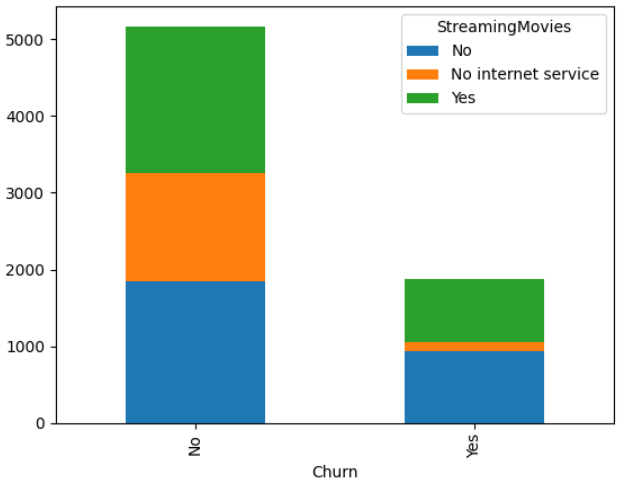 5000
4000
3000
2000
1000
0
StreamingMovies
No
No internet service
Yes
No
Yes
Churn